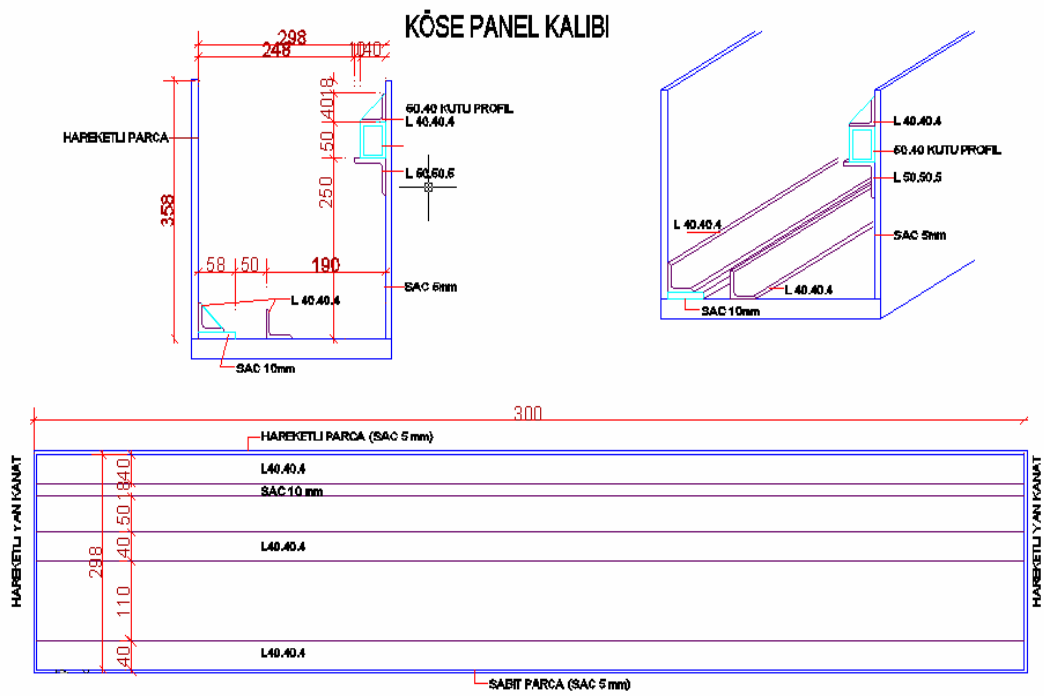 KÖSE PANEL KALIBI
298
248
10
40
18
40
50
250
60.40 KUTU PROFIL
L 40.40.4
L 50.50.5
HAREKETLI PARCA
358
58
50
190
L 40.40.4
SAC 5mm
SAC 10mm
L 40.40.4
50.40 KUTU PROFIL
L 50.50.5
L 40.40.4
SAC 5mm
L 40.40.4
SAC 10mm
300
HAREKETLI PARCA (SAC 5 mm)
HAREKETLI YAN KANAT
HAREKETLI YAN KANAT
L40.40.4
SAC 10 mm
L40.40.4
L40.40.4
40
18
50
40
298
110
40
SABIT PARCA (SAC 5 mm)